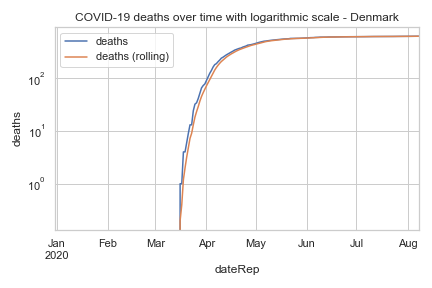 COVID-19 deaths over time with logarithmic scale - Denmark
deaths
deaths (rolling)
10²
10¹
10⁰
deaths
Jan Feb Mar Apr May Jun Jul Aug
2020
dateRep